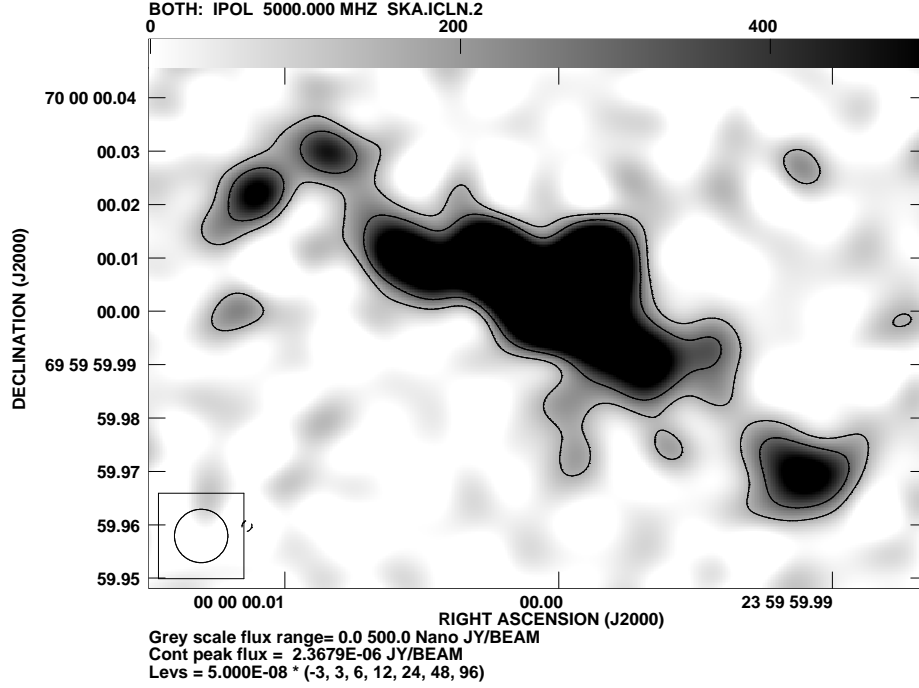 BOTH: IPOL 5000.000 MHZ SKA.ICLN.2
0 200 400
70 00 00.04
00.03
00.02
00.01
00.00
69 59 59.99
59.98
59.97
59.96
59.95
DECLINATION (J2000)
00 00 00.01 00.00 23 59 59.99
RIGHT ASCENSION (J2000)
Grey scale flux range= 0.0 500.0 Nano JY/BEAM
Cont peak flux = 2.3679E-06 JY/BEAM
Levs = 5.000E-08 * (-3, 3, 6, 12, 24, 48, 96)